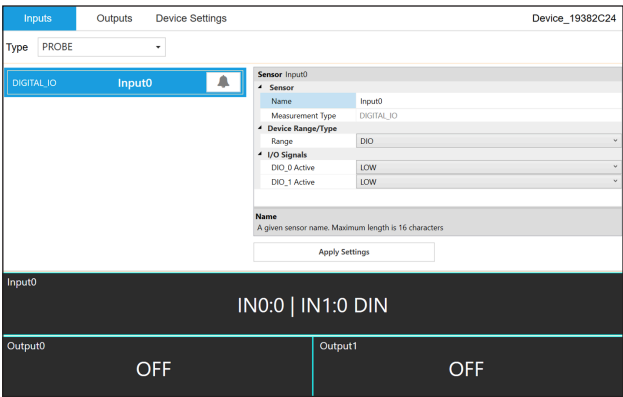 Inputs Outputs Device Settings Device_19382C24
Type PROBE
DIGITAL_IO Input0
Sensor Input0
Sensor
Name Input0
Measurement Type DIGITAL_IO
Device Range/Type
Range DIO
I/O Signals
DIO_0 Active LOW
DIO_1 Active LOW
Name
A given sensor name. Maximum length is 16 characters
Apply Settings
Input0
IN0:0 | IN1:0 DIN
Output0 Output1
OFF OFF